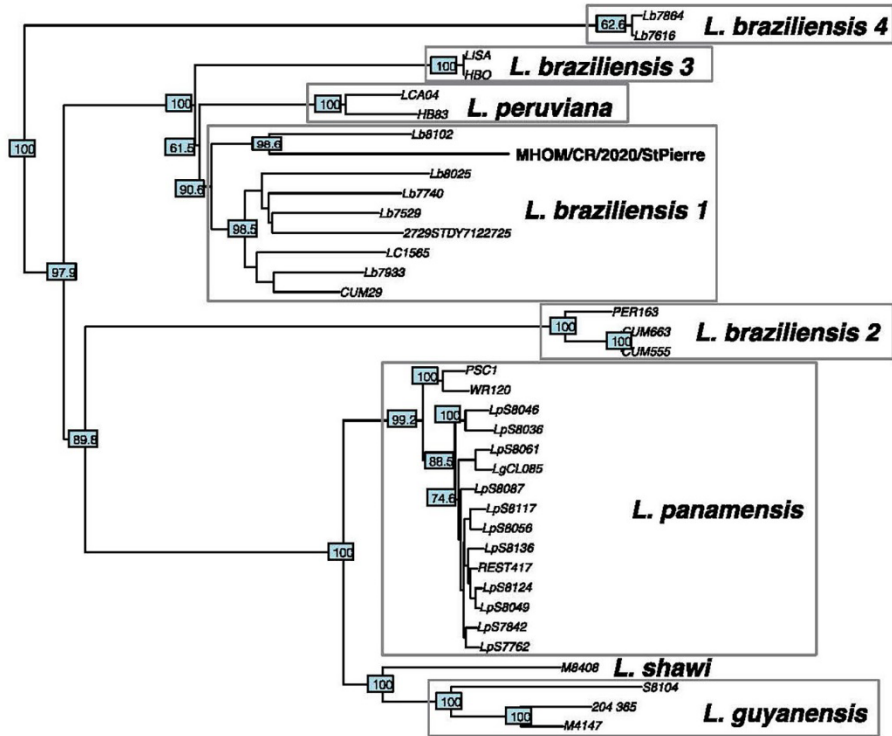 Lb7864
62.6
L. braziliensis 4
Lb7616
LISA
100
L. braziliensis 3
HBO
100
LCA04
100
L. peruviana
HB83
Lb8102
98.6
61.5
100
MHOM/CR/2020/StPierre
Lb8025
90.6
Lb7740
L. braziliensis 1
Lb7529
98.5
2729STDY7122725
LC1565
97.9
Lb7933
CUM29
PER163
100
CUM663
L. braziliensis 2
100
CUM555
PSC1
100
WR120
LpS8046
99.2
100
LpS8036
89.8
LpS8061
88.5
LgCL085
LpS8087
74.6
LpS8117
L. panamensis
LpS8056
LpS8136
100
REST417
LpS8124
LpS8049
LpS7842
LpS7762
M8408
L. shawi
100
S8104
100
204 365
L. guyanensis
100
M4147